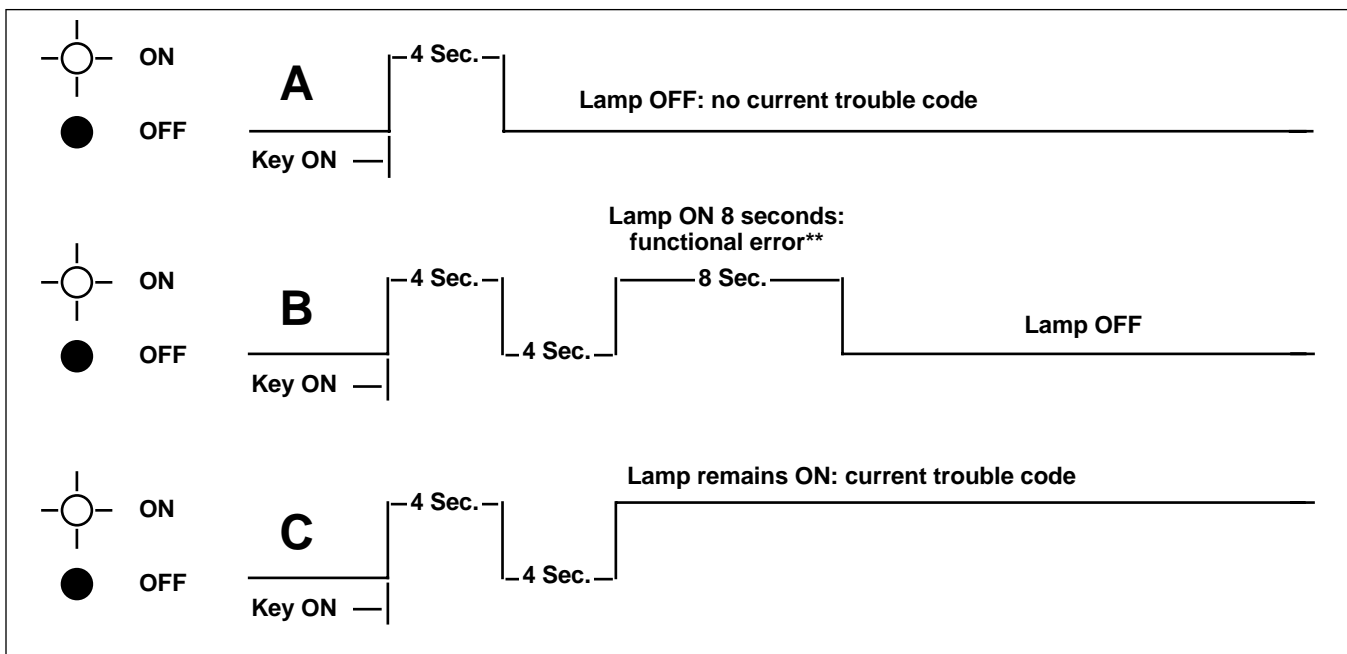 ON
A
4 Sec.
Lamp OFF: no current trouble code
OFF
Key ON
Lamp ON 8 seconds:
functional error**
ON
B
4 Sec.
8 Sec.
Lamp OFF
OFF
4 Sec.
Key ON
Lamp remains ON: current trouble code
ON
C
4 Sec.
OFF
4 Sec.
Key ON